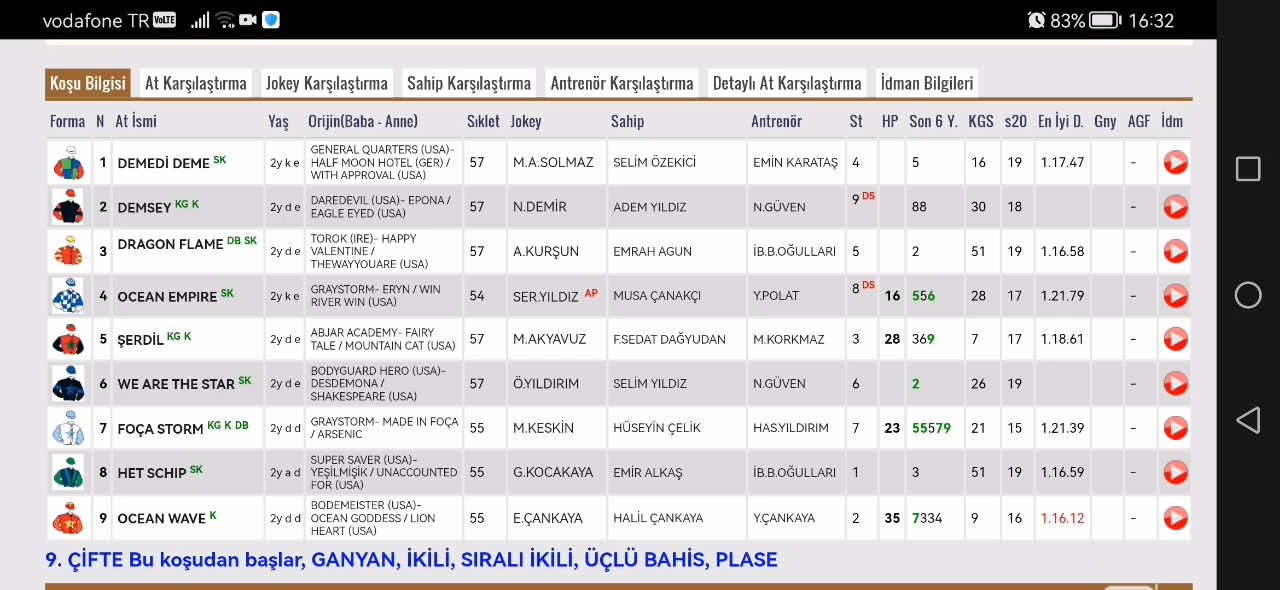 vodafone TR VoLTE 83% 16:32
Koşu Bilgisi At Karşılaştırma Jokey Karşılaştırma Sahip Karşılaştırma Antrenör Karşılaştırma Detaylı At Karşılaştırma İdman Bilgileri
Forma N At İsmi Yaş Orijin(Baba - Anne) Sıklet Jokey Sahip Antrenör St HP Son 6 Y. KGS s20 En İyi D. Gny AGF İdm
1 DEMEDİ DEME SK 2y k e GENERAL QUARTERS (USA)- HALF MOON HOTEL (GER) / WITH APPROVAL (USA) 57 M.A.SOLMAZ SELİM ÖZEKİCİ EMİN KARATAŞ 4 5 16 19 1.17.47 -
2 DEMSEY KG K 2y d e DAREDEVIL (USA)- EPONA / EAGLE EYED (USA) 57 N.DEMİR ADEM YILDIZ N.GÜVEN 9 DS 88 30 18 -
3 DRAGON FLAME DB SK 2y d e TOROK (IRE)- HAPPY VALENTINE / THEWAYYOUARE (USA) 57 A.KURŞUN EMRAH AGUN İB.B.OĞULLARI 5 2 51 19 1.16.58 -
4 OCEAN EMPIRE SK 2y k e GRAYSTORM- ERYN / WIN RIVER WIN (USA) 54 SER.YILDIZ AP MUSA ÇANAKÇI Y.POLAT 8 DS 16 556 28 17 1.21.79 -
5 ŞERDİL KG K 2y d e ABJAR ACADEMY- FAIRY TALE / MOUNTAIN CAT (USA) 57 M.AKYAVUZ F.SEDAT DAĞYUDAN M.KORKMAZ 3 28 369 7 17 1.18.61 -
6 WE ARE THE STAR SK 2y d e BODYGUARD HERO (USA)- DESDEMONA / SHAKESPEARE (USA) 57 Ö.YILDIRIM SELİM YILDIZ N.GÜVEN 6 2 26 19 -
7 FOÇA STORM KG K DB 2y d d GRAYSTORM- MADE IN FOÇA / ARSENIC 55 M.KESKİN HÜSEYİN ÇELİK HAS.YILDIRIM 7 23 55579 21 15 1.21.39 -
8 HET SCHIP SK 2y a d SUPER SAVER (USA)- YEŞİLMİŞİK / UNACCOUNTED FOR (USA) 55 G.KOCAKAYA EMİR ALKAŞ İB.B.OĞULLARI 1 3 51 19 1.16.59 -
9 OCEAN WAVE K 2y d d BODEMEISTER (USA)- OCEAN GODDESS / LION HEART (USA) 55 E.ÇANKAYA HALİL ÇANKAYA Y.ÇANKAYA 2 35 7334 9 16 1.16.12 -
9. ÇİFTE Bu koşudan başlar, GANYAN, İKİLİ, SIRALI İKİLİ, ÜÇLÜ BAHİS, PLASE